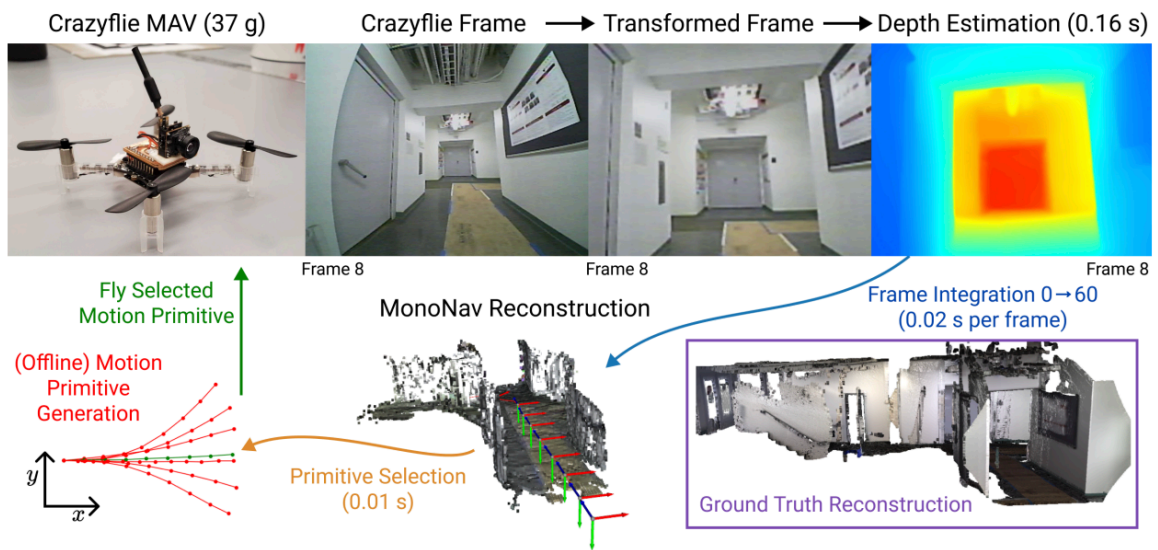 Crazyflie MAV (37 g)
Crazyflie Frame
Transformed Frame
Depth Estimation (0.16 s)
Frame 8
Frame 8
Frame 8
Fly Selected
Motion Primitive
MonoNav Reconstruction
Frame Integration 0→60
(0.02 s per frame)
(Offline) Motion
Primitive
Generation
y
x
Primitive Selection
(0.01 s)
Ground Truth Reconstruction